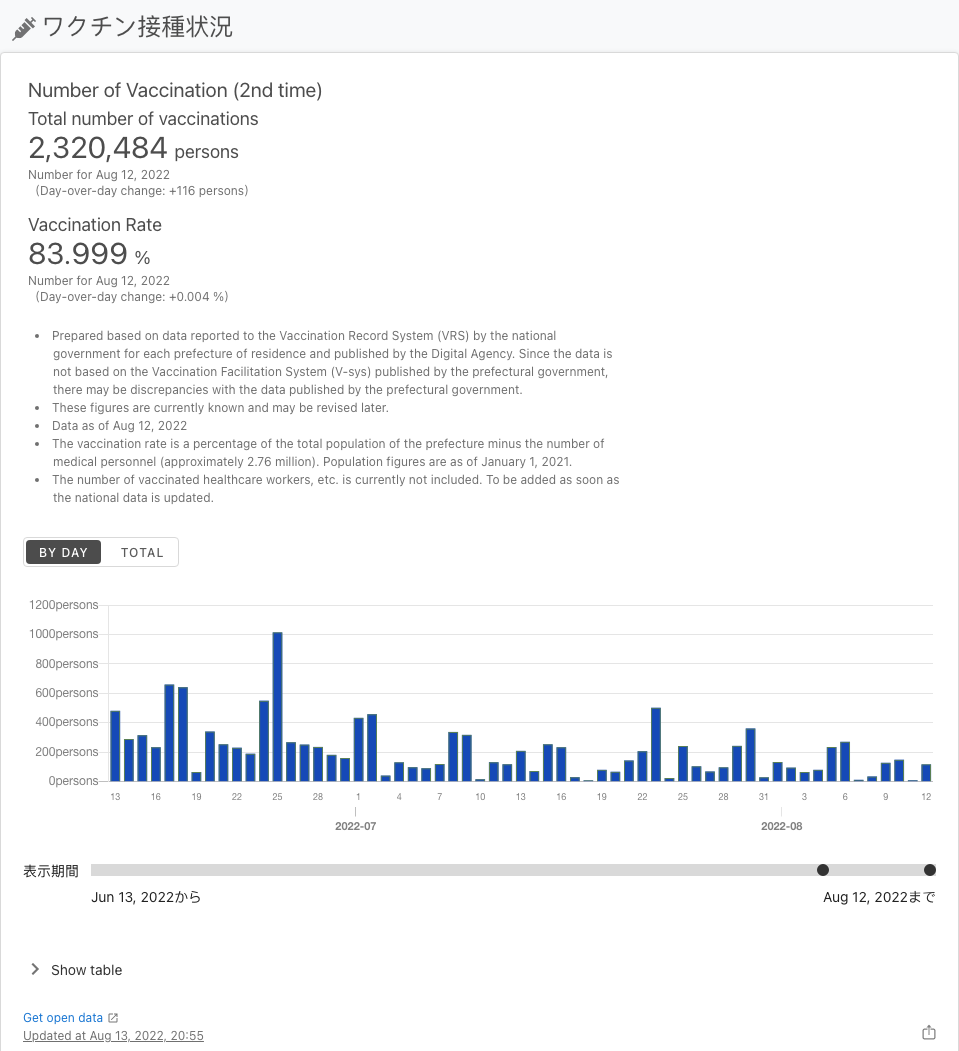 ワクチン接種状況
Number of Vaccination (2nd time)
Total number of vaccinations
2,320,484 persons
Number for Aug 12, 2022
(Day-over-day change: +116 persons)
Vaccination Rate
83.999 %
Number for Aug 12, 2022
(Day-over-day change: +0.004 %)
• Prepared based on data reported to the Vaccination Record System (VRS) by the national
government for each prefecture of residence and published by the Digital Agency. Since the data is
not based on the Vaccination Facilitation System (V-sys) published by the prefectural government,
there may be discrepancies with the data published by the prefectural government.
• These figures are currently known and may be revised later.
• Data as of Aug 12, 2022
• The vaccination rate is a percentage of the total population of the prefecture minus the number of
medical personnel (approximately 2.76 million). Population figures are as of January 1, 2021.
• The number of vaccinated healthcare workers, etc. is currently not included. To be added as soon as
the national data is updated.
BY DAY TOTAL
1200persons
1000persons
800persons
600persons
400persons
200persons
0persons
13 16 19 22 25 28 1 4 7 10 13 16 19 22 25 28 31 3 6 9 12
2022-07 2022-08
表示期間
Jun 13, 2022から Aug 12, 2022まで
Show table
Get open data
Updated at Aug 13, 2022, 20:55